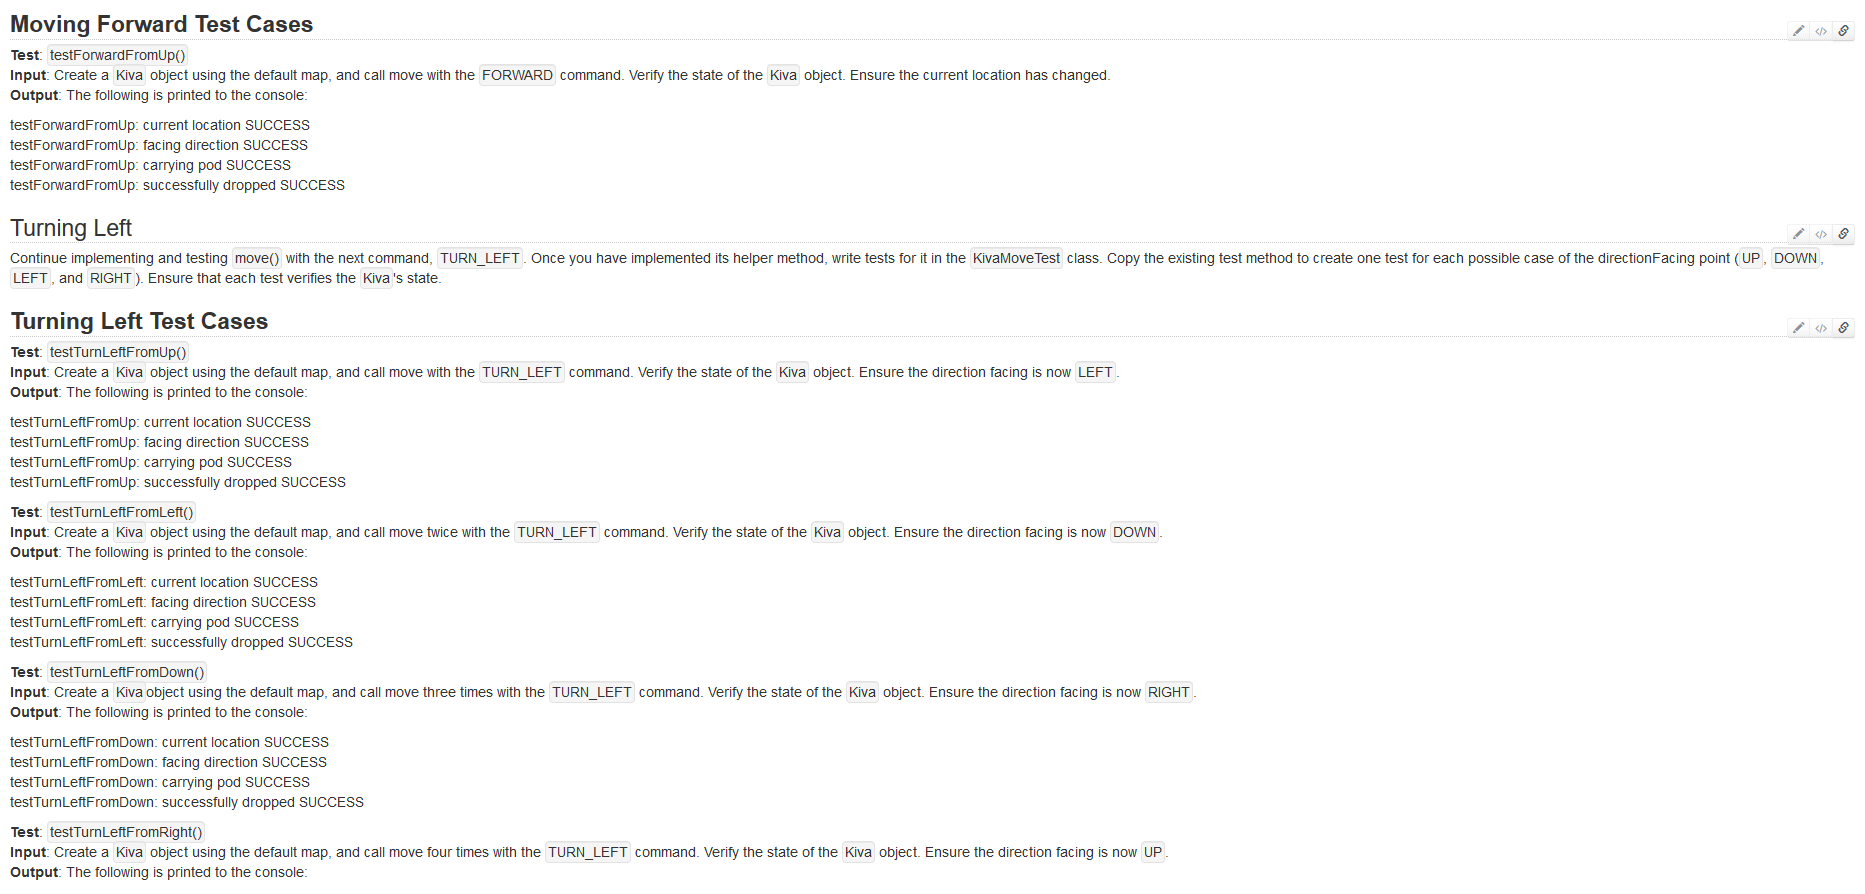 Moving Forward Test Cases
Test: testForwardFromUp()
Input: Create a Kiva object using the default map, and call move with the FORWARD command. Verify the state of the Kiva object. Ensure the current location has changed.
Output: The following is printed to the console:
testForwardFromUp: current location SUCCESS
testForwardFromUp: facing direction SUCCESS
testForwardFromUp: carrying pod SUCCESS
testForwardFromUp: successfully dropped SUCCESS
Turning Left
Continue implementing and testing move() with the next command, TURN_LEFT. Once you have implemented its helper method, write tests for it in the KivaMoveTest class. Copy the existing test method to create one test for each possible case of the directionFacing point (UP, DOWN,
LEFT, and RIGHT). Ensure that each test verifies the Kiva's state.
Turning Left Test Cases
Test: testTurnLeftFromUp()
Input: Create a Kiva object using the default map, and call move with the TURN_LEFT command. Verify the state of the Kiva object. Ensure the direction facing is now LEFT.
Output: The following is printed to the console:
testTurnLeftFromUp: current location SUCCESS
testTurnLeftFromUp: facing direction SUCCESS
testTurnLeftFromUp: carrying pod SUCCESS
testTurnLeftFromUp: successfully dropped SUCCESS
Test: testTurnLeftFromLeft()
Input: Create a Kiva object using the default map, and call move twice with the TURN_LEFT command. Verify the state of the Kiva object. Ensure the direction facing is now DOWN.
Output: The following is printed to the console:
testTurnLeftFromLeft: current location SUCCESS
testTurnLeftFromLeft: facing direction SUCCESS
testTurnLeftFromLeft: carrying pod SUCCESS
testTurnLeftFromLeft: successfully dropped SUCCESS
Test: testTurnLeftFromDown()
Input: Create a Kiva object using the default map, and call move three times with the TURN_LEFT command. Verify the state of the Kiva object. Ensure the direction facing is now RIGHT.
Output: The following is printed to the console:
testTurnLeftFromDown: current location SUCCESS
testTurnLeftFromDown: facing direction SUCCESS
testTurnLeftFromDown: carrying pod SUCCESS
testTurnLeftFromDown: successfully dropped SUCCESS
Test: testTurnLeftFromRight()
Input: Create a Kiva object using the default map, and call move four times with the TURN_LEFT command. Verify the state of the Kiva object. Ensure the direction facing is now UP.
Output: The following is printed to the console: